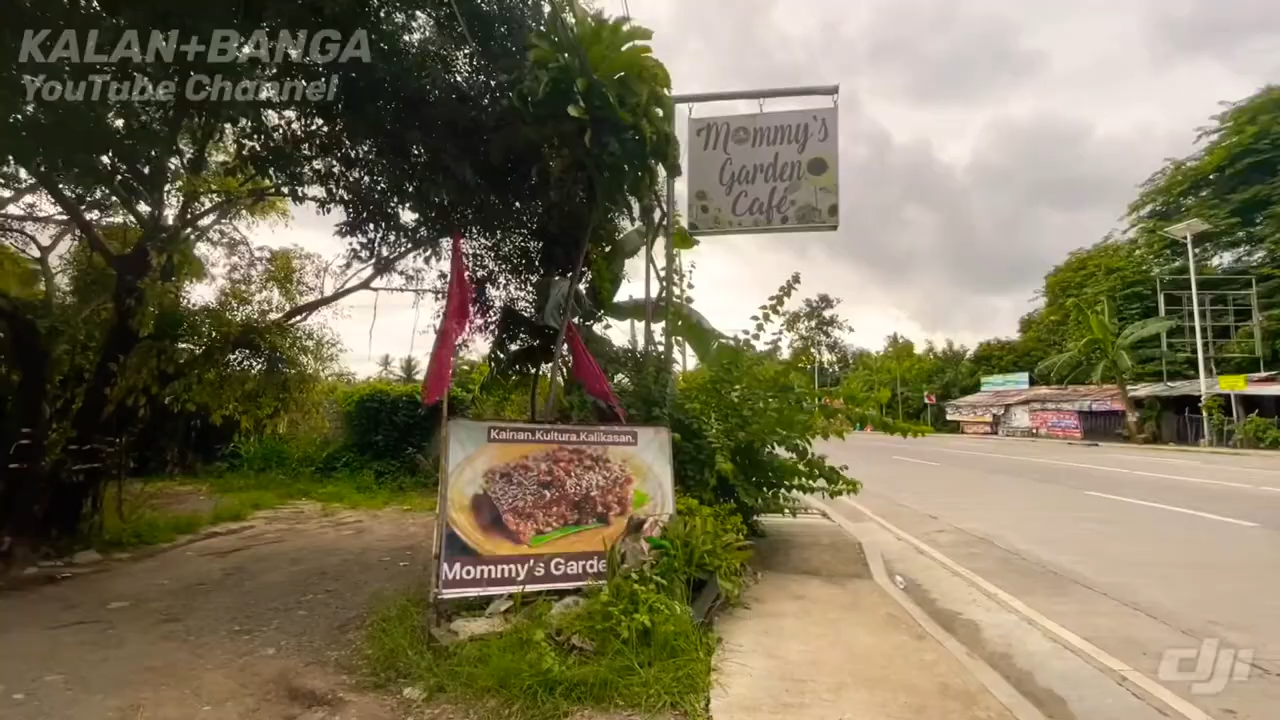 KALAN+BANGA
YouTube Channel
Mommy's
Garden
Café
Kainan.Kultura.Kalikasan.
Mommy's Garde
dji